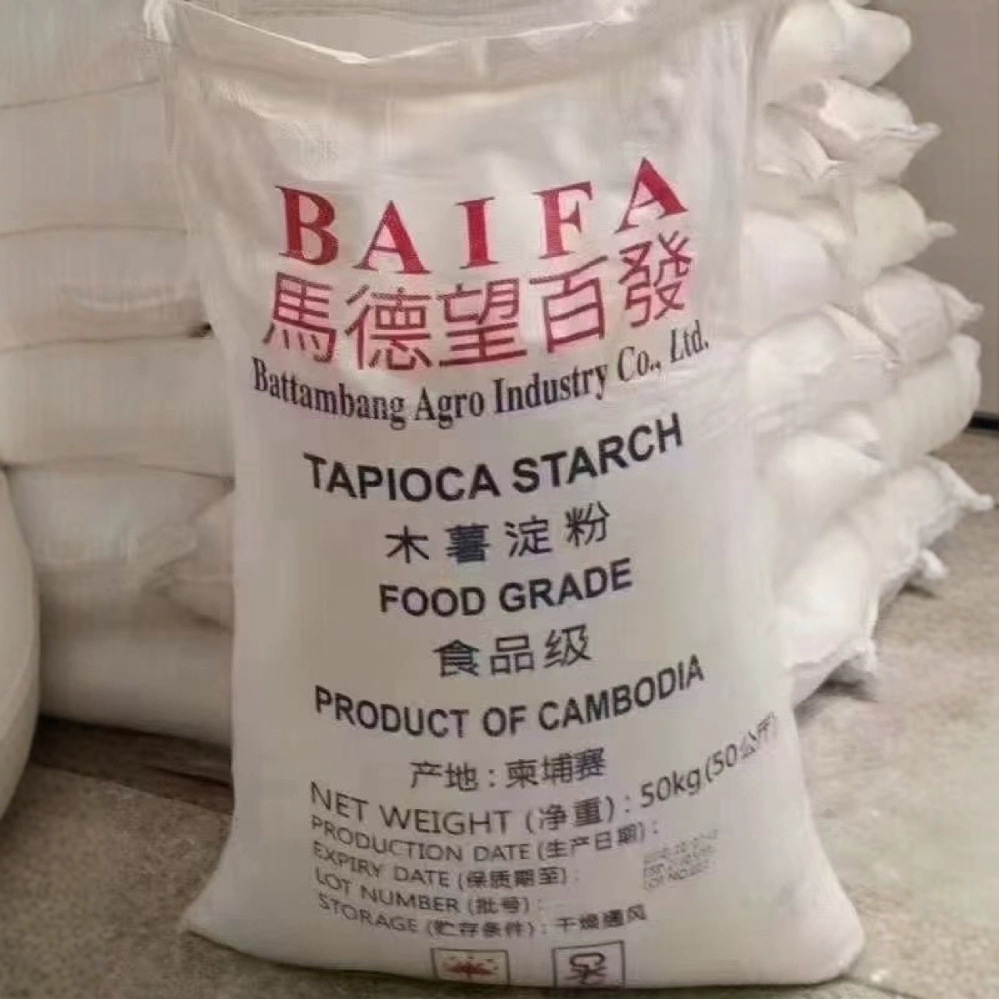 BAIFA
馬德望百發
Battambang Agro Industry Co., Ltd.
TAPIOCA STARCH
木薯淀粉
FOOD GRADE
食品级
PRODUCT OF CAMBODIA
产地:柬埔赛
NET WEIGHT (净重) : 50kg (50公斤)
PRODUCTION DATE (生产日期) :
EXPIRY DATE (保质期至) :
LOT NUMBER (批号) :
STORAGE (贮存条件) : 干燥通风